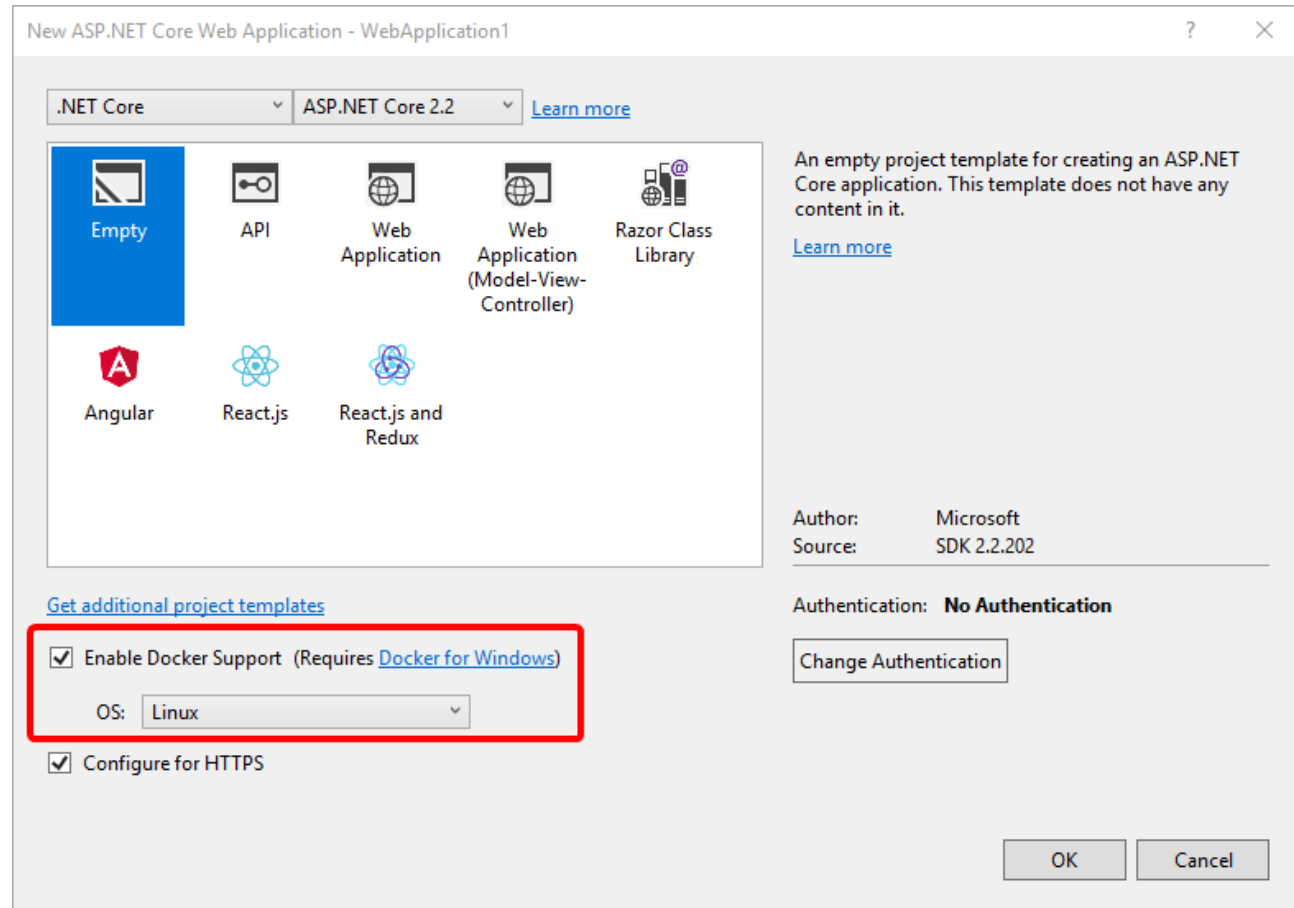 New ASP.NET Core Web Application - WebApplication1
.NET Core
ASP.NET Core 2.2
Learn more
Empty
API
Web
Application
Web
Application
(Model-View-
Controller)
Razor Class
Library
Angular
React.js
React.js and
Redux
An empty project template for creating an ASP.NET
Core application. This template does not have any
content in it.
Learn more
Author: Microsoft
Source: SDK 2.2.202
Get additional project templates
Authentication: No Authentication
Change Authentication
Enable Docker Support (Requires Docker for Windows)
OS: Linux
Configure for HTTPS
OK
Cancel